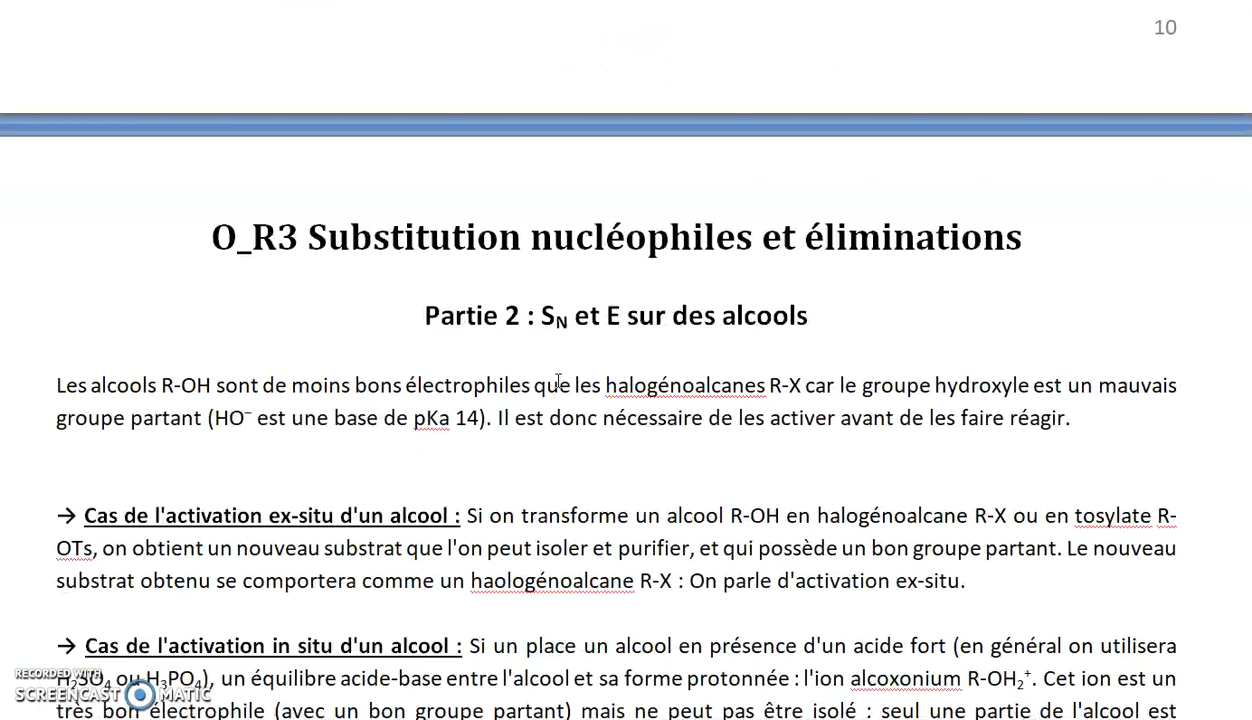 10
O_R3 Substitution nucléophiles et éliminations
Partie 2 : SN et E sur des alcools
Les alcools R-OH sont de moins bons électrophiles que les halogénoalcanes R-X car le groupe hydroxyle est un mauvais
groupe partant (HO⁻ est une base de pKa 14). Il est donc nécessaire de les activer avant de les faire réagir.
→ Cas de l'activation ex-situ d'un alcool : Si on transforme un alcool R-OH en halogénoalcane R-X ou en tosylate R-
OTs, on obtient un nouveau substrat que l'on peut isoler et purifier, et qui possède un bon groupe partant. Le nouveau
substrat obtenu se comportera comme un haologénoalcane R-X : On parle d'activation ex-situ.
→ Cas de l'activation in situ d'un alcool : Si un place un alcool en présence d'un acide fort (en général on utilisera
H₂SO₄ ou H₃PO₄), un équilibre acide-base entre l'alcool et sa forme protonnée : l'ion alcoxonium R-OH₂⁺. Cet ion est un
très bon électrophile (avec un bon groupe partant) mais ne peut pas être isolé : seul une partie de l'alcool est
RECORDED WITH
SCREENCAST MATIC